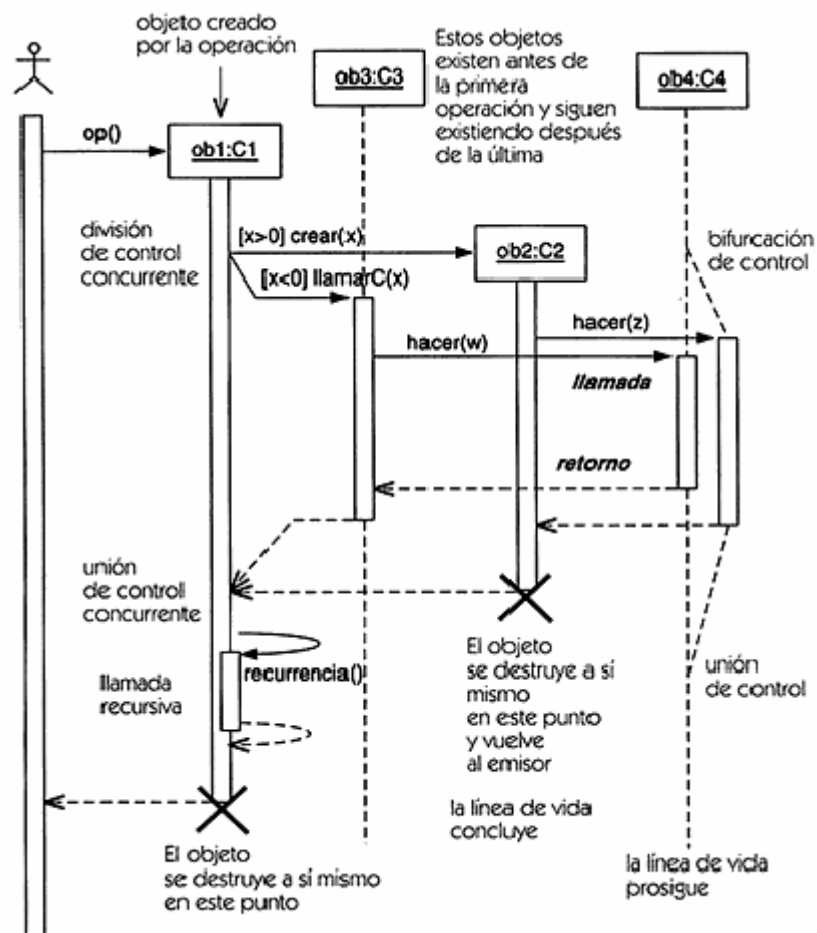 objeto creado
por la operación
Estos objetos
existen antes de
la primera
operación y siguen
existiendo después
de la última
ob3:C3
ob4:C4
op()
ob1:C1
división
de control
concurrente
[x>0] crear(x)
ob2:C2
bifurcación
de control
[x<0] llamarC(x)
hacer(z)
hacer(w)
llamada
retorno
unión
de control
concurrente
recurrencia()
llamada
recursiva
El objeto
se destruye a sí
mismo
en este punto
y vuelve
al emisor
unión
de control
la línea de vida
concluye
El objeto
se destruye a sí mismo
en este punto
la línea de vida
prosigue